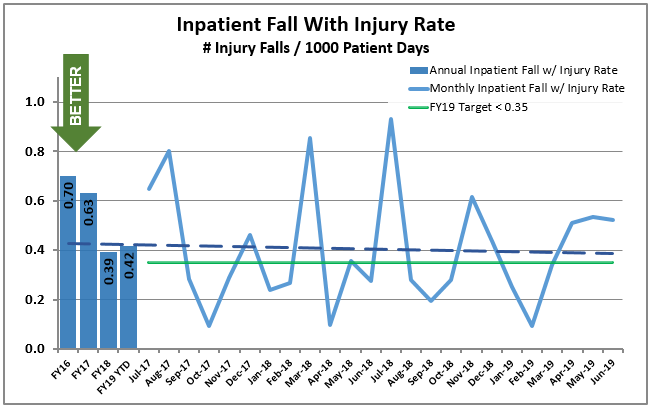 Inpatient Fall With Injury Rate
# Injury Falls / 1000 Patient Days
BETTER
Annual Inpatient Fall w/ Injury Rate
Monthly Inpatient Fall w/ Injury Rate
FY19 Target < 0.35
1.0
0.8
0.6
0.4
0.2
0.0
0.70
0.63
0.39
0.42
FY16
FY17
FY18
FY19 YTD
Jul-17
Aug-17
Sep-17
Oct-17
Nov-17
Dec-17
Jan-18
Feb-18
Mar-18
Apr-18
May-18
Jun-18
Jul-18
Aug-18
Sep-18
Oct-18
Nov-18
Dec-18
Jan-19
Feb-19
Mar-19
Apr-19
May-19
Jun-19